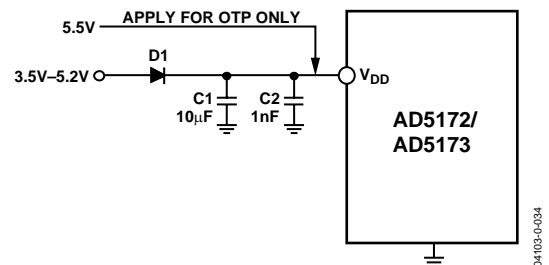 APPLY FOR OTP ONLY
5.5V
D1
3.5V–5.2V
VDD
C1
10μF
C2
1nF
AD5172/
AD5173
04103-0-034